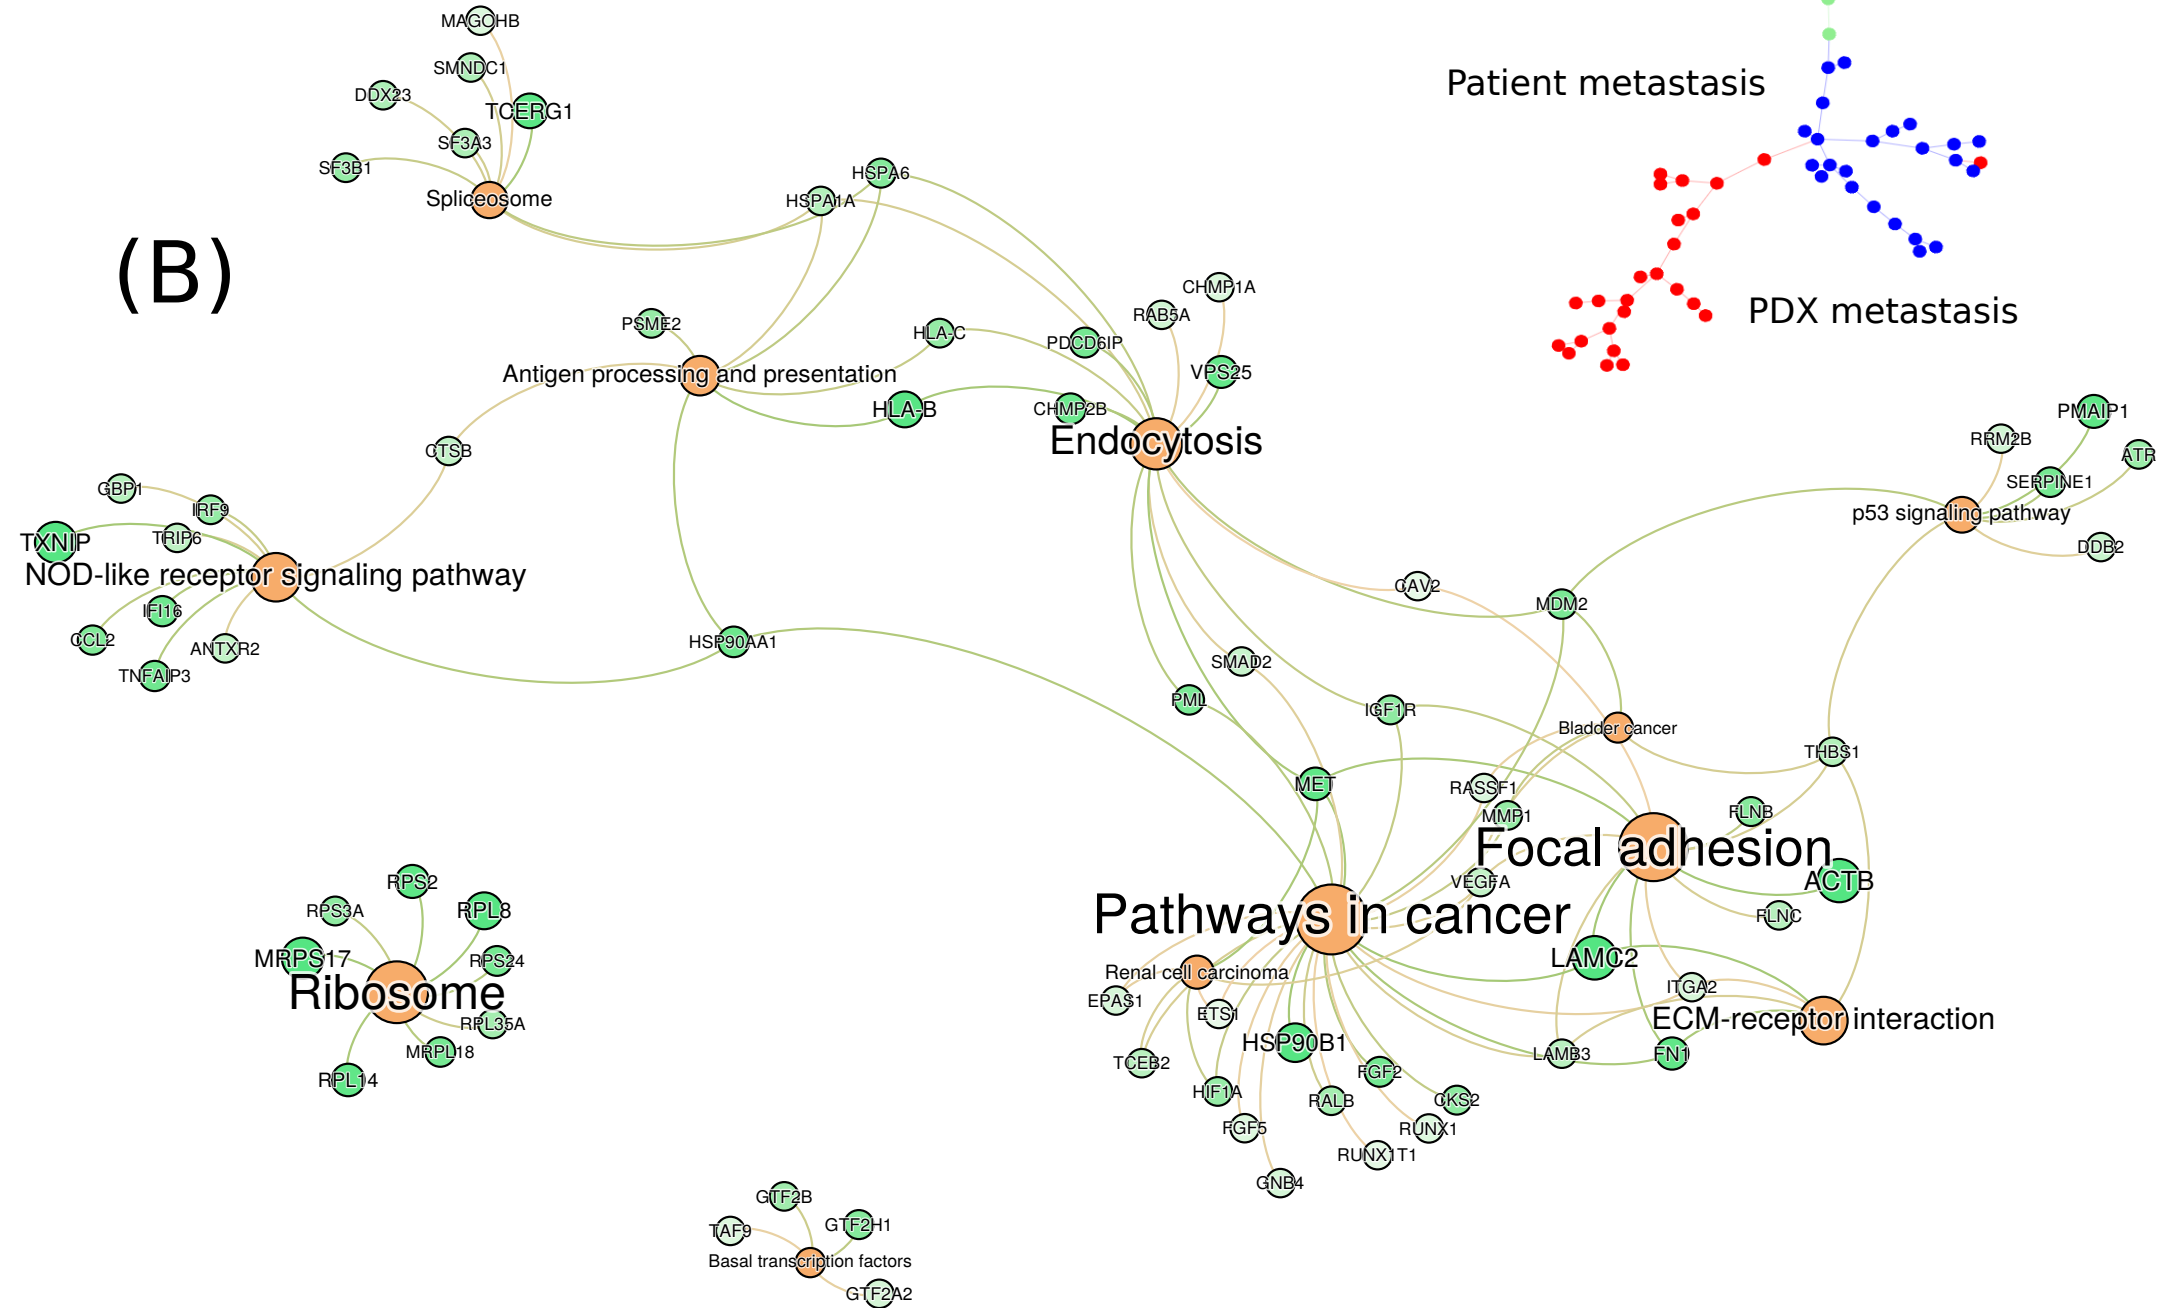 MAGOHB
SMNDC1
Patient metastasis
DDX23
TCERG1
SF3A3
SF3B1
HSPA6
Spliceosome
HSPA1A
(B)
CHMP1A
PDX metastasis
RAB5A
PSME2
HLA-C
PDCD6IP
VPS25
Antigen processing and presentation
HLA-B
CHMP2B
PMAIP1
Endocytosis
RRM2B
CTSB
ATR
SERPINE1
GBP1
IRF9
p53 signaling pathway
TXNIP
TRIP6
DDB2
NOD-like receptor signaling pathway
CAV2
MDM2
IFI16
CCL2
ANTXR2
HSP90AA1
SMAD2
TNFAIP3
PML
IGF1R
Bladder cancer
THBS1
MET
RASSF1
MMP1
FLNB
Focal adhesion
RPS2
VEGFA
ACTB
RPS3A
RPL8
Pathways in cancer
FLNC
MRPS17
RPS24
LAMC2
Renal cell carcinoma
Ribosome
ITGA2
EPAS1
ETS1
ECM-receptor interaction
RPL35A
HSP90B1
MRPL18
LAMB3
FN1
TCEB2
RPL14
FGF2
HIF1A
RALB
CKS2
FGF5
RUNX1
RUNX1T1
GNB4
GTF2B
TAF9
GTF2H1
Basal transcription factors
GTF2A2